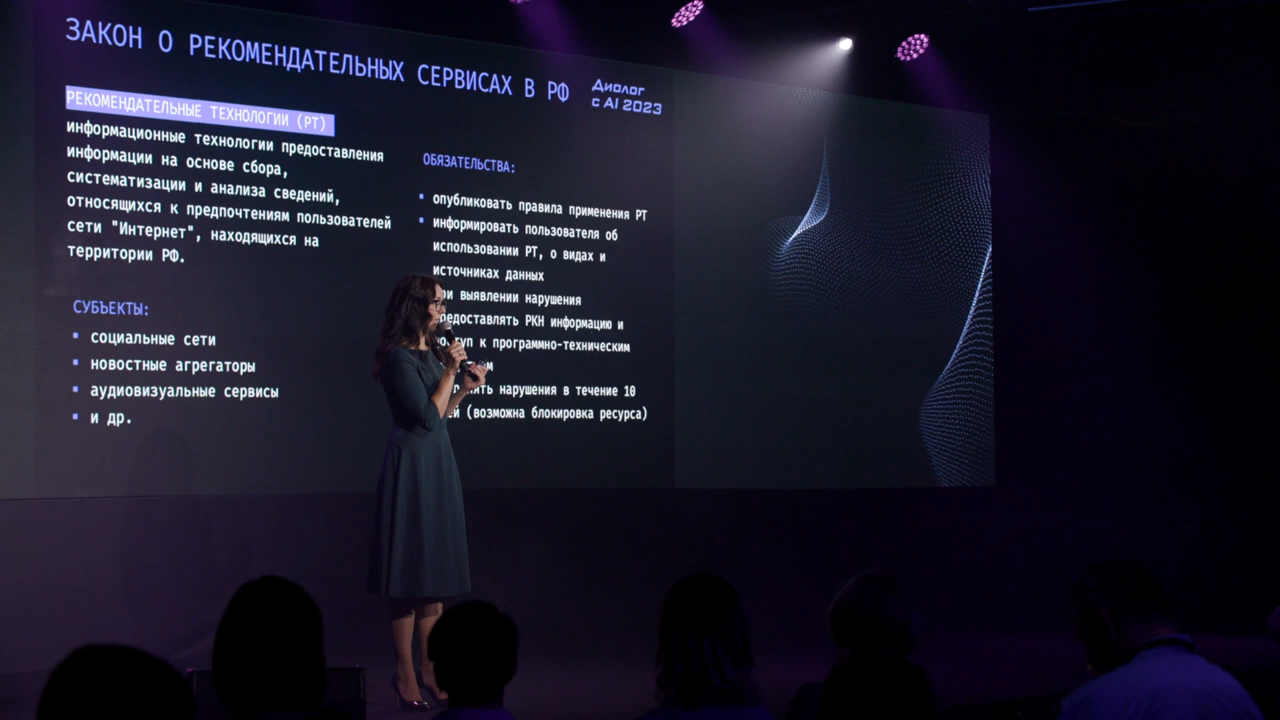 ЗАКОН О РЕКОМЕНДАТЕЛЬНЫХ СЕРВИСАХ В РФ
Диалог
с AI 2023
РЕКОМЕНДАТЕЛЬНЫЕ ТЕХНОЛОГИИ (РТ)
информационные технологии предоставления
информации на основе сбора,
систематизации и анализа сведений,
относящихся к предпочтениям пользователей
сети "Интернет", находящихся на
территории РФ.
СУБЪЕКТЫ:
социальные сети
новостные агрегаторы
аудиовизуальные сервисы
и др.
ОБЯЗАТЕЛЬСТВА:
опубликовать правила применения РТ
информировать пользователя об
использовании РТ, о видах и
источниках данных
выявлении нарушения
РКН информацию и
к программно-техническим
нарушения в течение 10
(возможна блокировка ресурса)